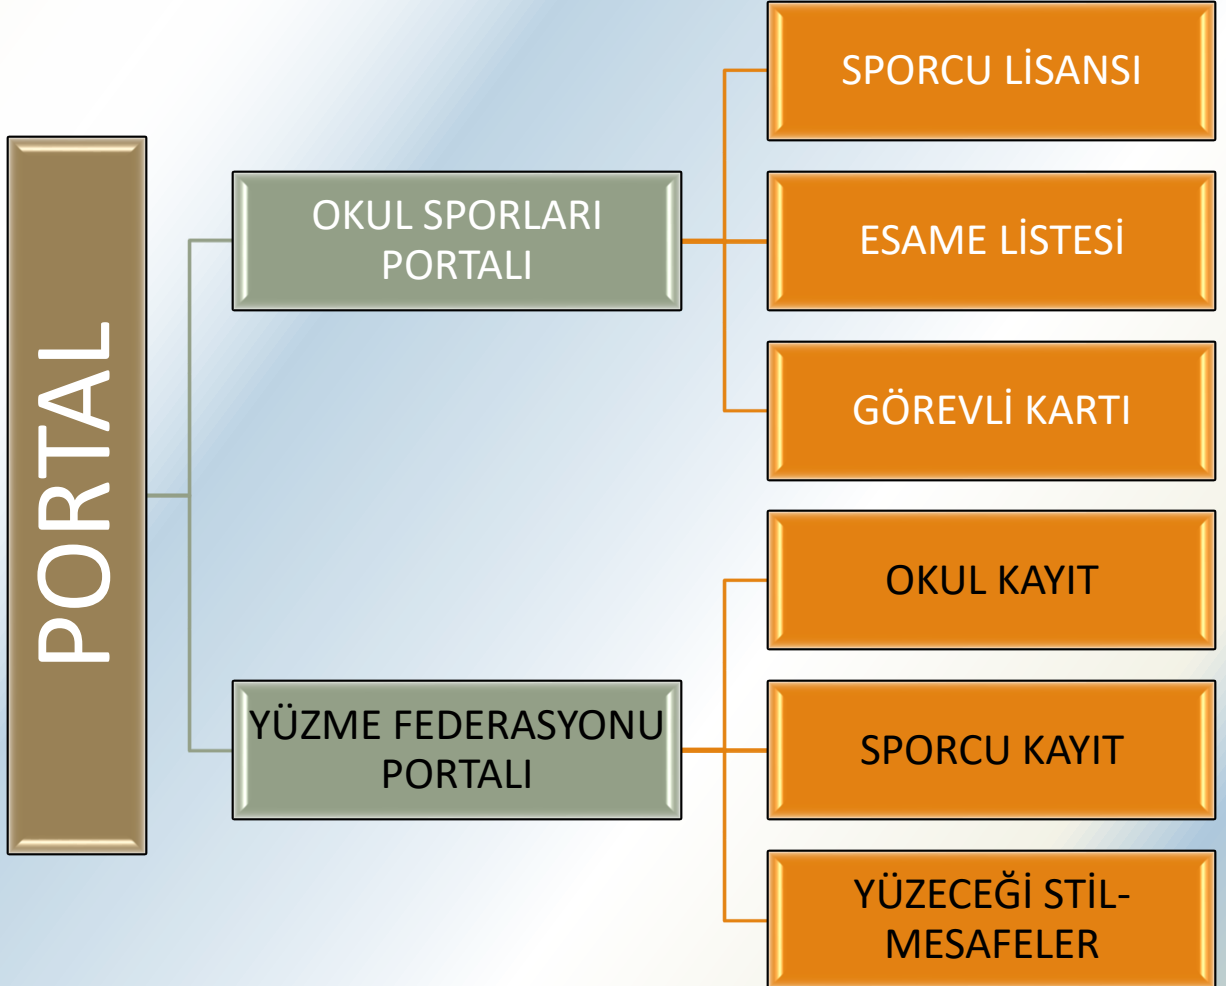 PORTAL
OKUL SPORLARI
PORTALI
SPORCU LİSANSI
ESAME LİSTESİ
GÖREVLİ KARTI
YÜZME FEDERASYONU
PORTALI
OKUL KAYIT
SPORCU KAYIT
YÜZECEĞİ STİL-
MESAFELER